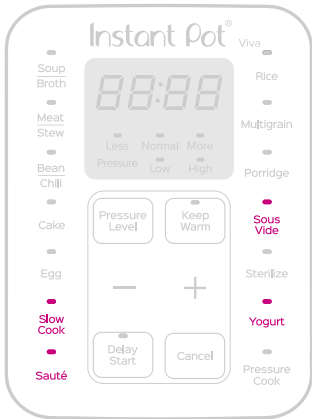 Instant Pot®
Viva
Soup
Broth
Meat
Stew
Bean
Chili
Cake
Egg
Slow
Cook
Sauté
88:88
Less Normal More
Pressure Low High
Pressure
Level
Keep
Warm
— +
Delay
Start
Cancel
Rice
Multigrain
Porridge
Sous
Vide
Sterilize
Yogurt
Pressure
Cook